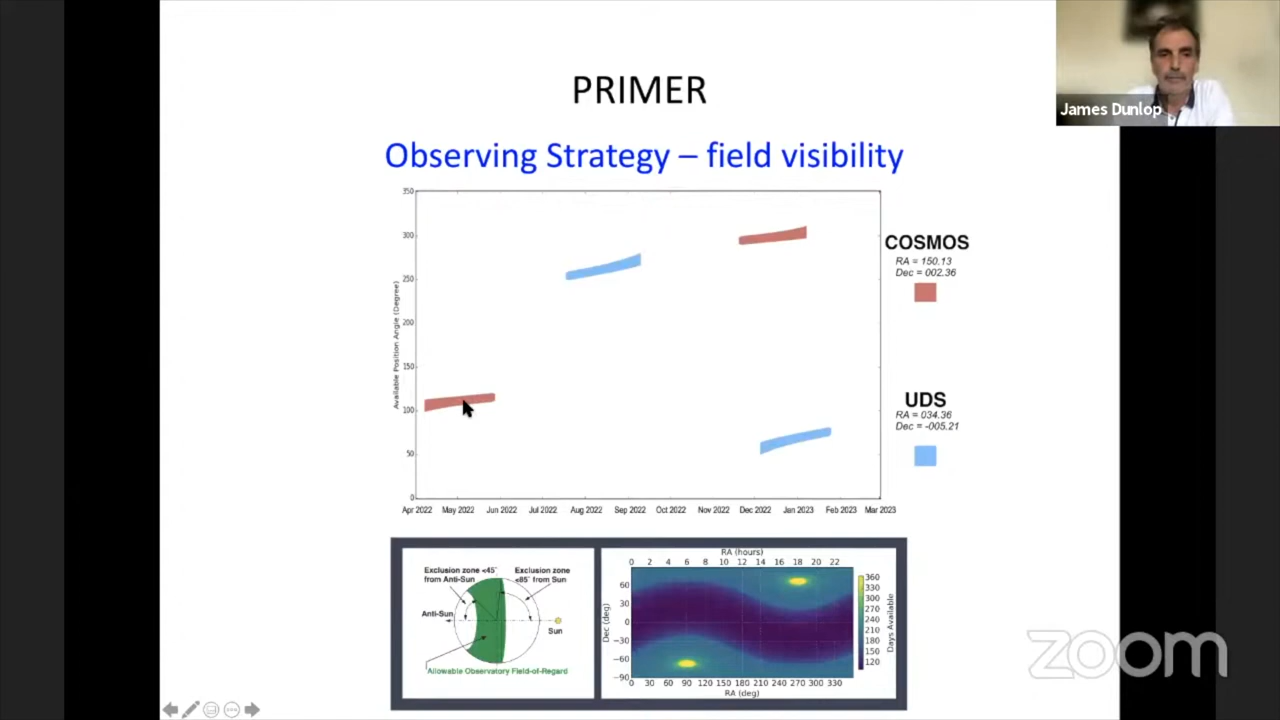 PRIMER
James Dunlop
Observing Strategy – field visibility
350
300
250
200
150
100
50
0
Available Position Angle (Degree)
Apr 2022 May 2022 Jun 2022 Jul 2022 Aug 2022 Sep 2022 Oct 2022 Nov 2022 Dec 2022 Jan 2023 Feb 2023 Mar 2023
COSMOS
RA = 150.13
Dec = 002.36
UDS
RA = 034.36
Dec = -005.21
Exclusion zone <45°
from Anti-Sun
Exclusion zone
<85° from Sun
Anti-Sun
Sun
Allowable Observatory Field-of-Regard
RA (hours)
0 2 4 6 8 10 12 14 16 18 20 22
60
30
0
−30
−60
−90
Dec (deg)
0 30 60 90 120 150 180 210 240 270 300 330
RA (deg)
360
330
300
270
240
210
180
150
120
Days Available
zoom